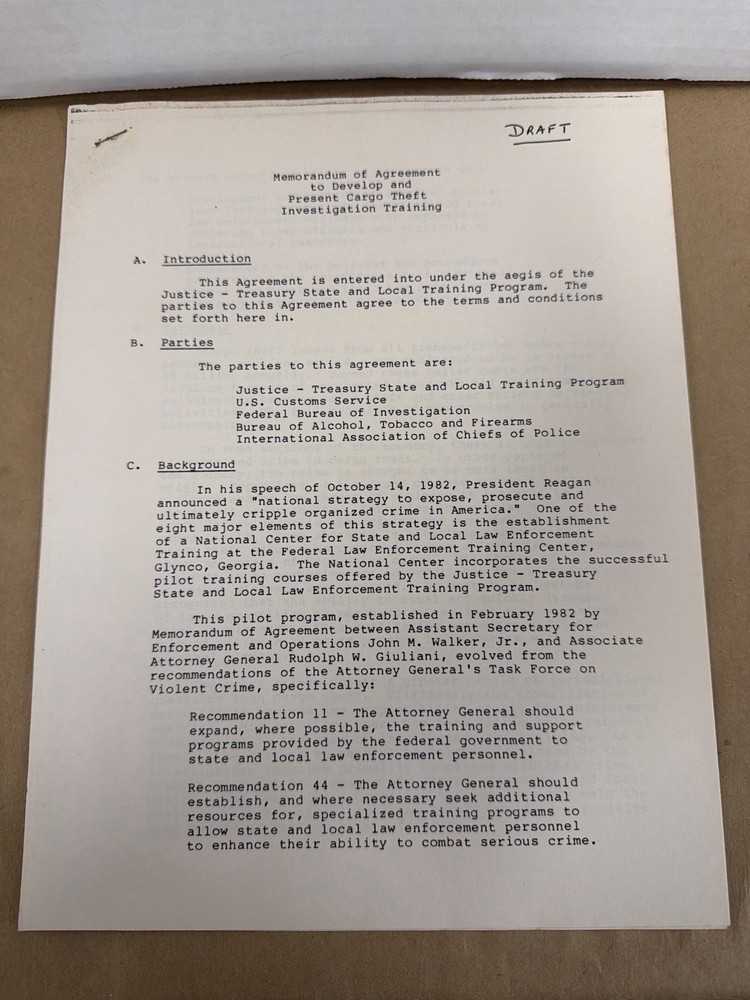 DRAFT
Memorandum of Agreement
to Develop and
Present Cargo Theft
Investigation Training
A. Introduction
This Agreement is entered into under the aegis of the
Justice - Treasury State and Local Training Program. The
parties to this Agreement agree to the terms and conditions
set forth here in.
B. Parties
The parties to this agreement are:
Justice - Treasury State and Local Training Program
U.S. Customs Service
Federal Bureau of Investigation
Bureau of Alcohol, Tobacco and Firearms
International Association of Chiefs of Police
C. Background
In his speech of October 14, 1982, President Reagan
announced a "national strategy to expose, prosecute and
ultimately cripple organized crime in America." One of the
eight major elements of this strategy is the establishment
of a National Center for State and Local Law Enforcement
Training at the Federal Law Enforcement Training Center,
Glynco, Georgia. The National Center incorporates the successful
pilot training courses offered by the Justice - Treasury
State and Local Law Enforcement Training Program.
This pilot program, established in February 1982 by
Memorandum of Agreement between Assistant Secretary for
Enforcement and Operations John M. Walker, Jr., and Associate
Attorney General Rudolph W. Giuliani, evolved from the
recommendations of the Attorney General's Task Force on
Violent Crime, specifically:
Recommendation 11 - The Attorney General should
expand, where possible, the training and support
programs provided by the federal government to
state and local law enforcement personnel.
Recommendation 44 - The Attorney General should
establish, and where necessary seek additional
resources for, specialized training programs to
allow state and local law enforcement personnel
to enhance their ability to combat serious crime.